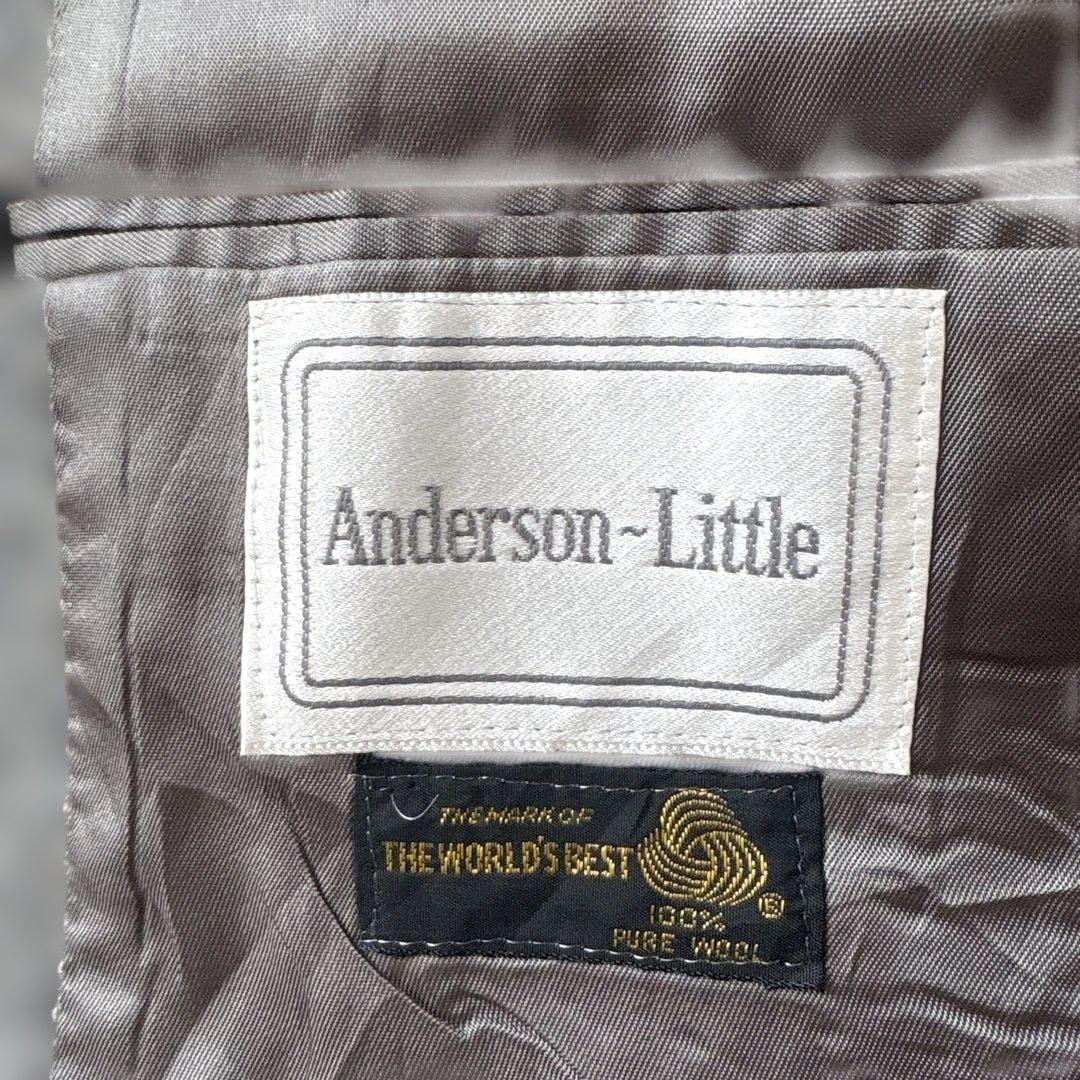 Anderson~Little
THE MARK OF
THE WORLD'S BEST
®
100%
PURE WOOL